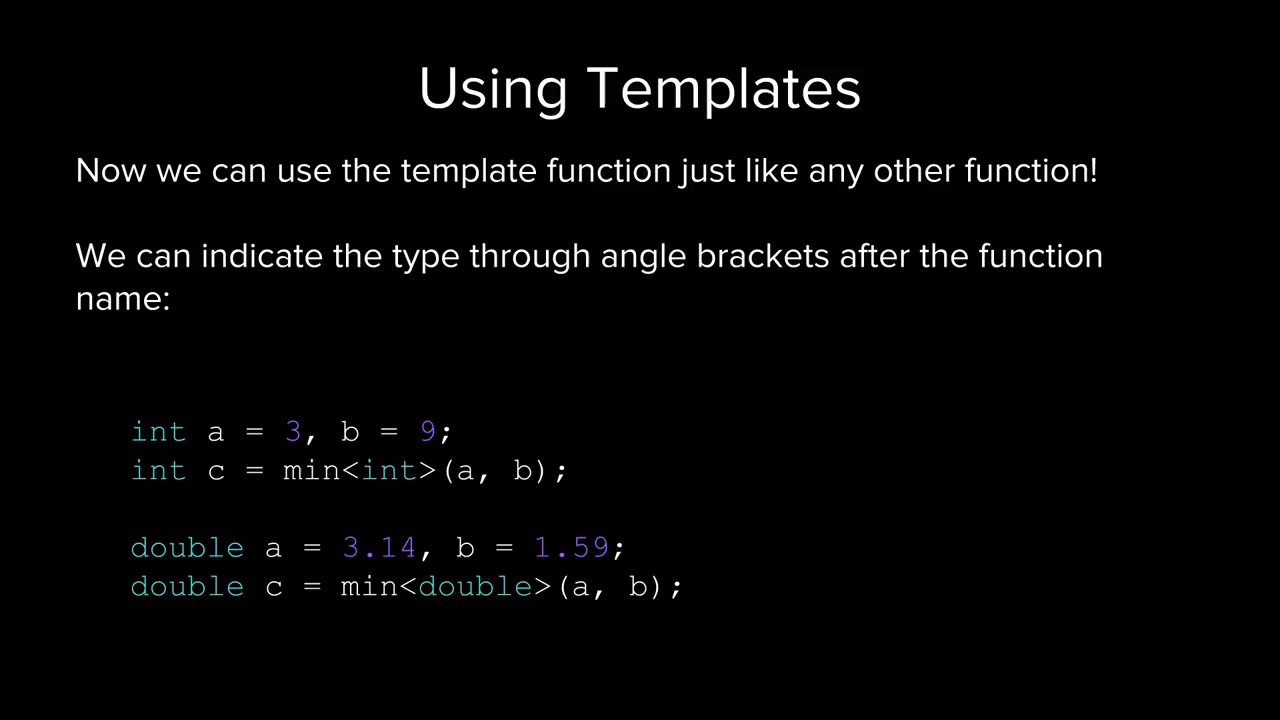 Using Templates
Now we can use the template function just like any other function!
We can indicate the type through angle brackets after the function
name:
int a = 3, b = 9;
int c = min<int>(a, b);
double a = 3.14, b = 1.59;
double c = min<double>(a, b);